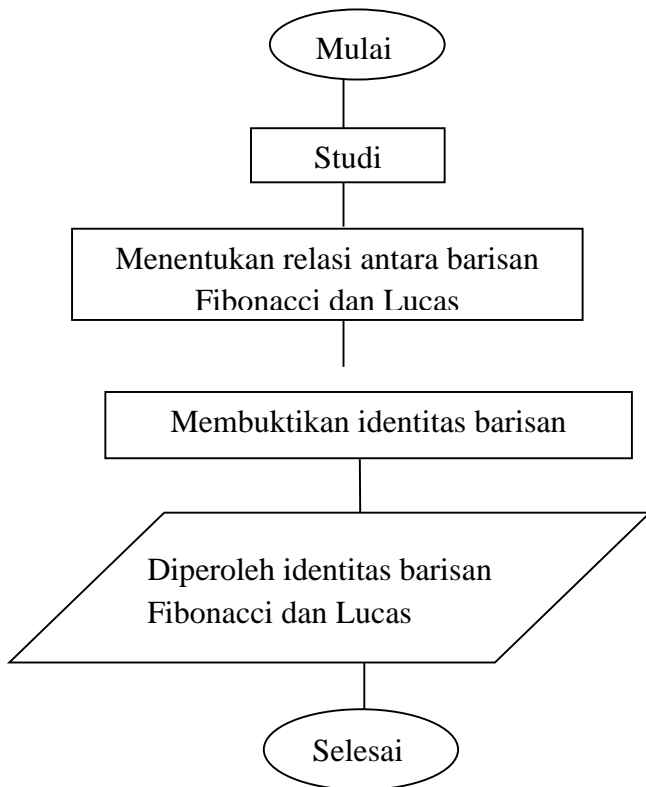 Mulai
Studi
Menentukan relasi antara barisan
Fibonacci dan Lucas
Membuktikan identitas barisan
Diperoleh identitas barisan
Fibonacci dan Lucas
Selesai